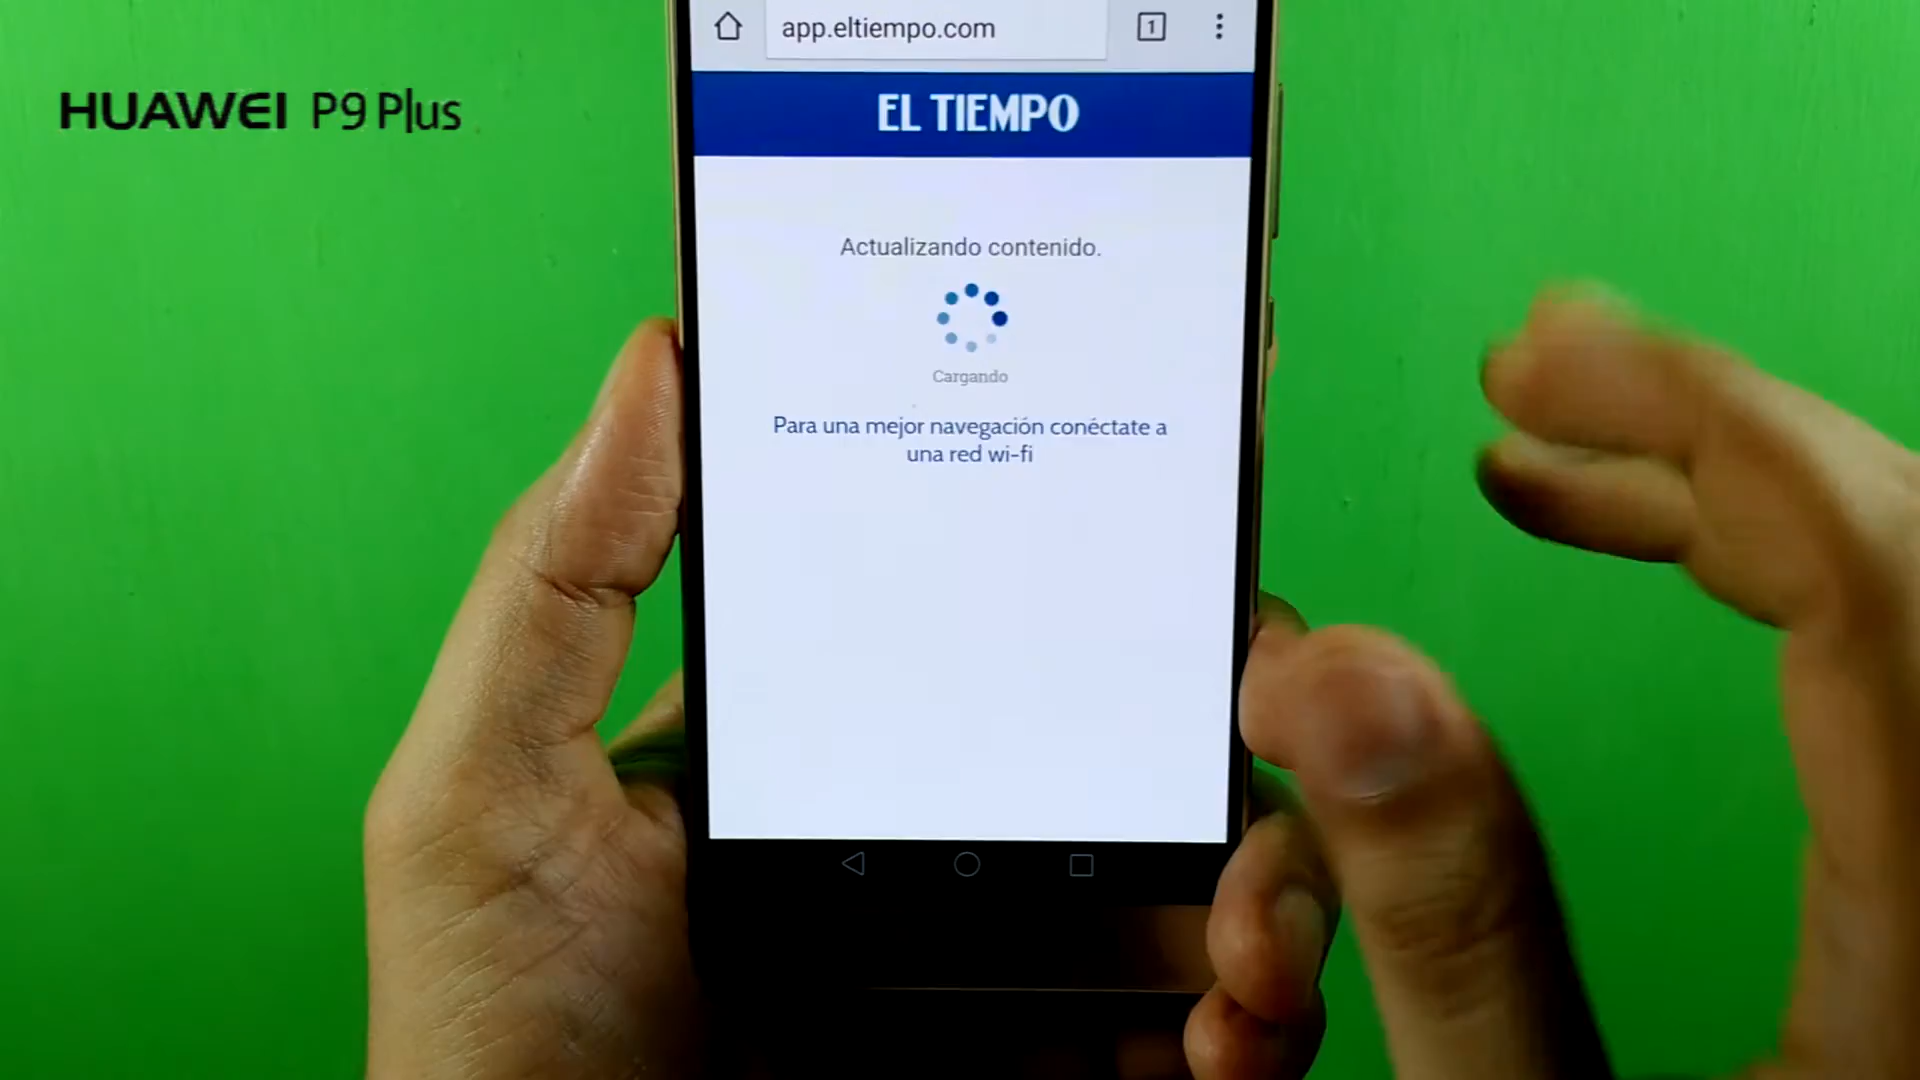 app.eltiempo.com
1
HUAWEI P9 Plus
EL TIEMPO
Actualizando contenido.
Cargando
Para una mejor navegación conéctate a
una red wi-fi